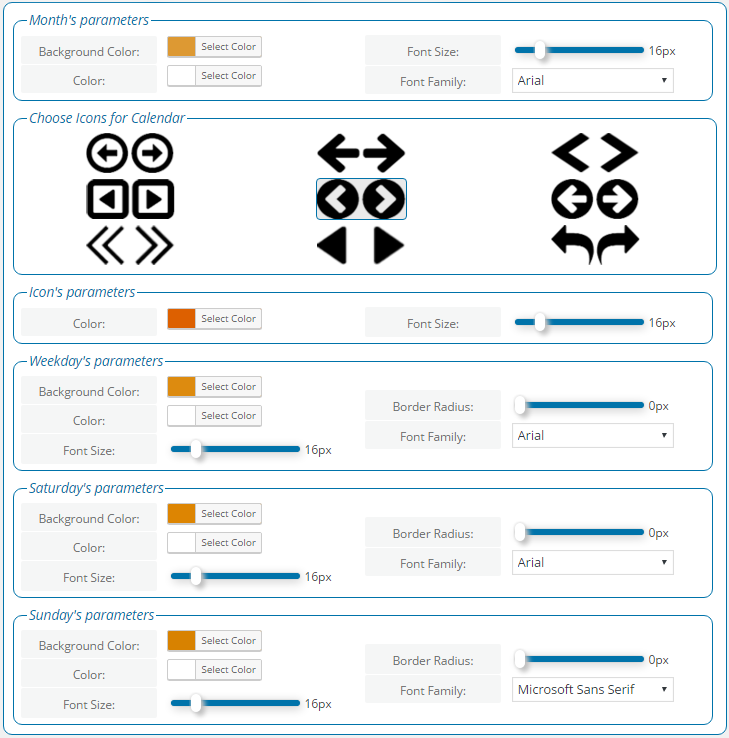 Month's parameters
Background Color: Select Color Font Size: 16px
Color: Select Color Font Family: Arial
Choose Icons for Calendar
Icon's parameters
Color: Select Color Font Size: 16px
Weekday's parameters
Background Color: Select Color
Border Radius: 0px
Color: Select Color
Font Family: Arial
Font Size: 16px
Saturday's parameters
Background Color: Select Color
Border Radius: 0px
Color: Select Color
Font Family: Arial
Font Size: 16px
Sunday's parameters
Background Color: Select Color
Border Radius: 0px
Color: Select Color
Font Family: Microsoft Sans Serif
Font Size: 16px